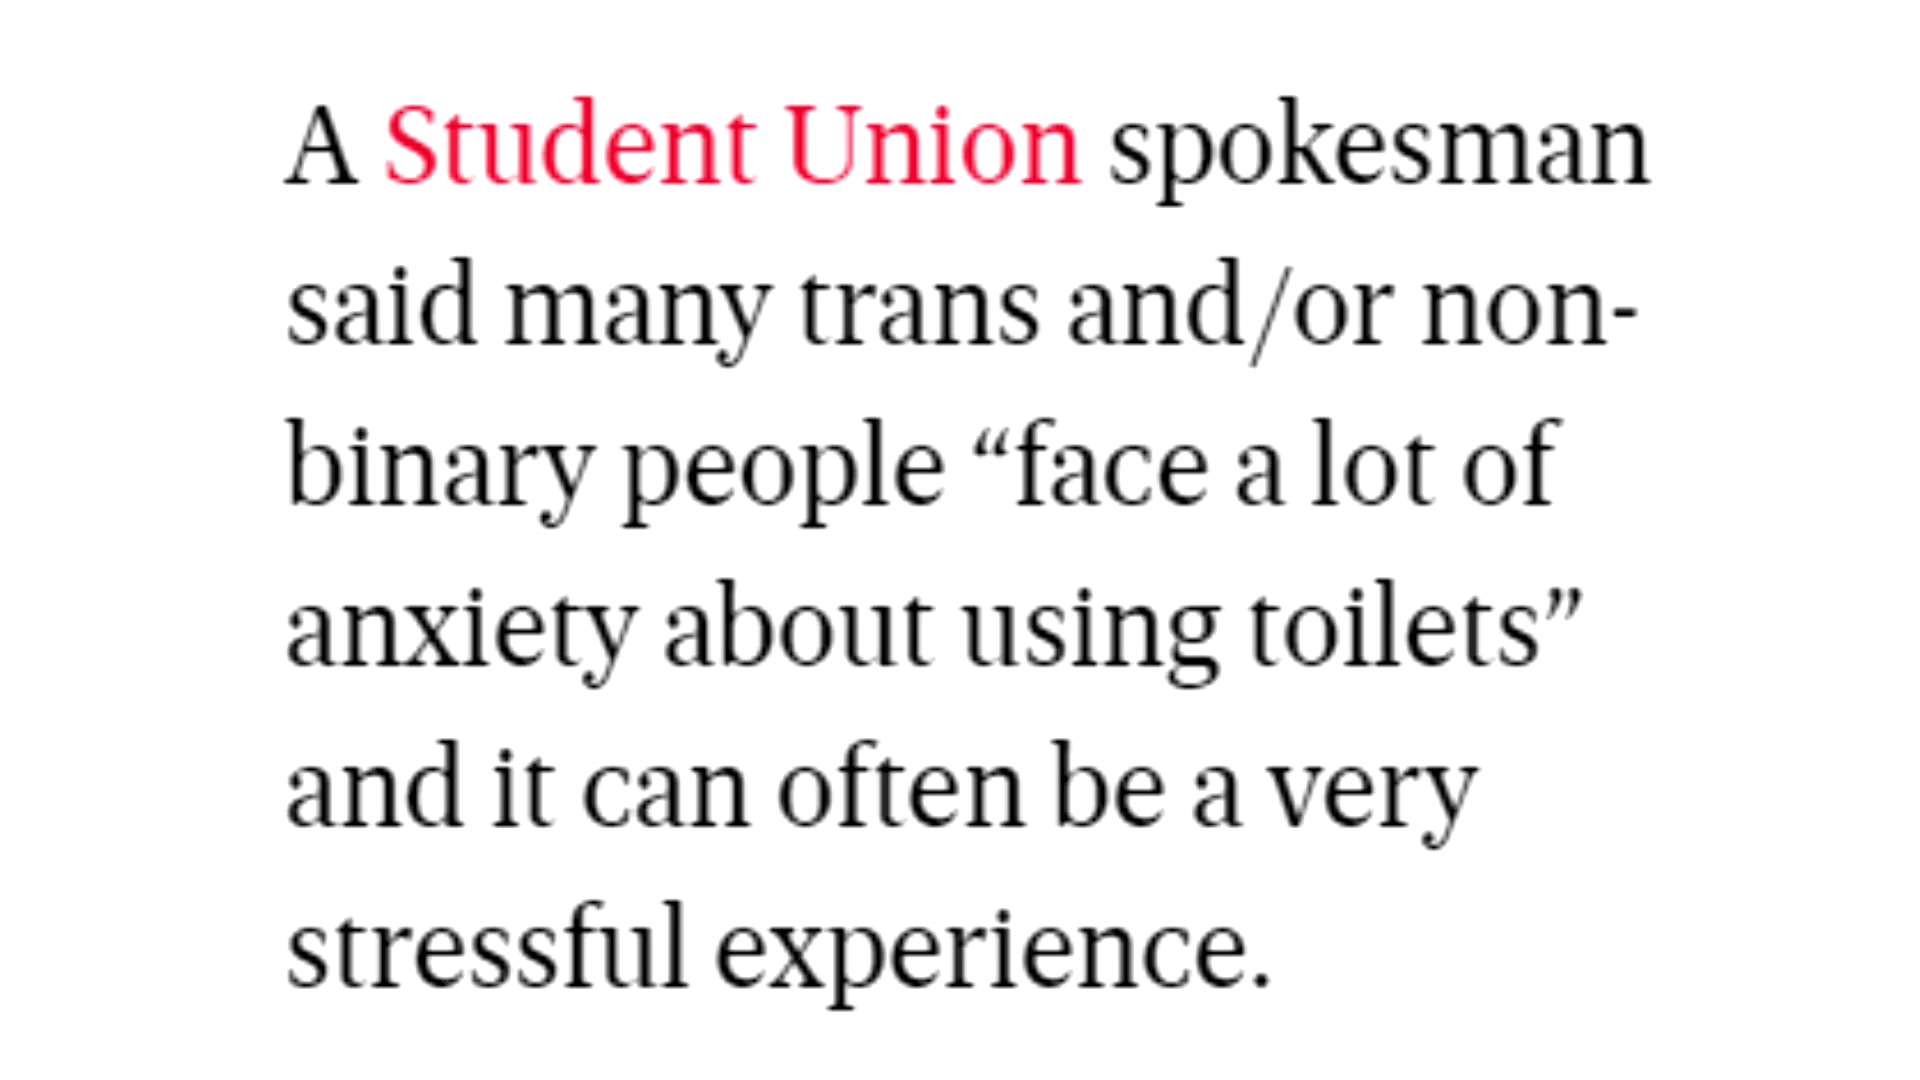 A Student Union spokesman
said many trans and/or non-
binary people “face a lot of
anxiety about using toilets”
and it can often be a very
stressful experience.